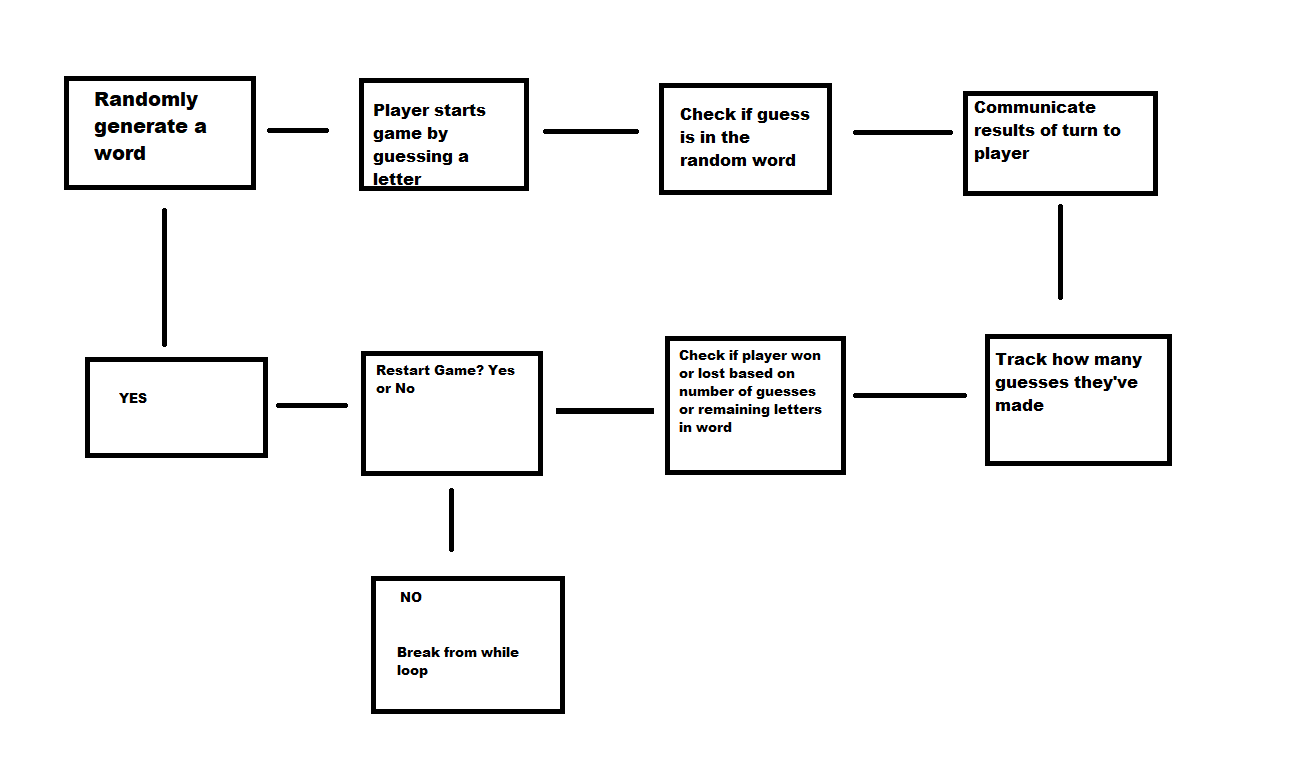 Randomly
generate a
word
Player starts
game by
guessing a
letter
Check if guess
is in the
random word
Communicate
results of turn to
player
YES
Restart Game? Yes
or No
Check if player won
or lost based on
number of guesses
or remaining letters
in word
Track how many
guesses they've
made
NO
Break from while
loop